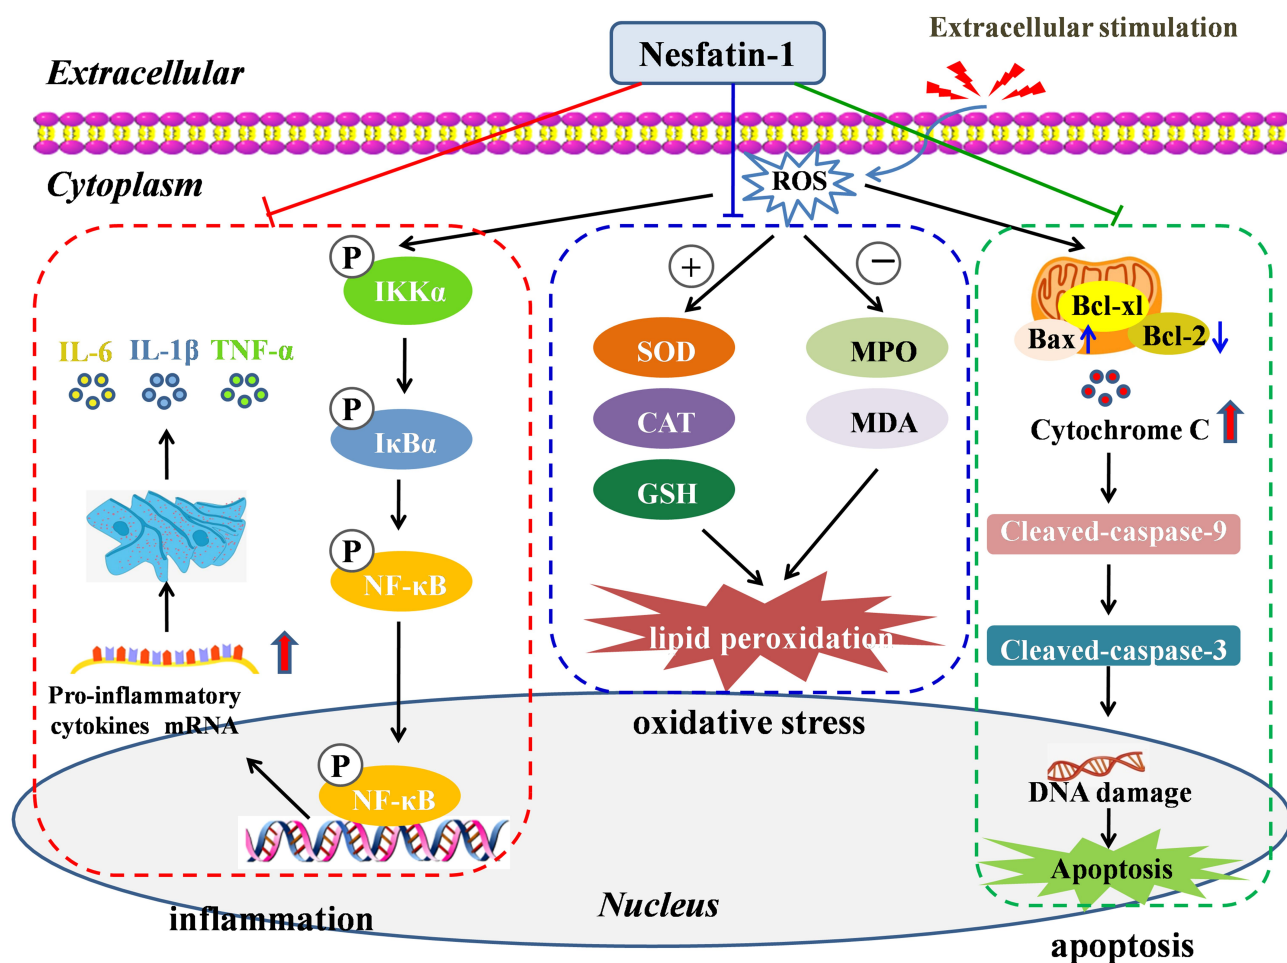 Extracellular stimulation
Nesfatin-1
Extracellular
Cytoplasm
ROS
P
IKKα
P
IκBα
P
NF-κB
P
NF-κB
IL-6 IL-1β TNF-α
Pro-inflammatory
cytokines mRNA
inflammation
+
−
SOD
CAT
GSH
MPO
MDA
lipid peroxidation
oxidative stress
Bcl-xl
Bax
Bcl-2
Cytochrome C
Cleaved-caspase-9
Cleaved-caspase-3
DNA damage
Apoptosis
apoptosis
Nucleus